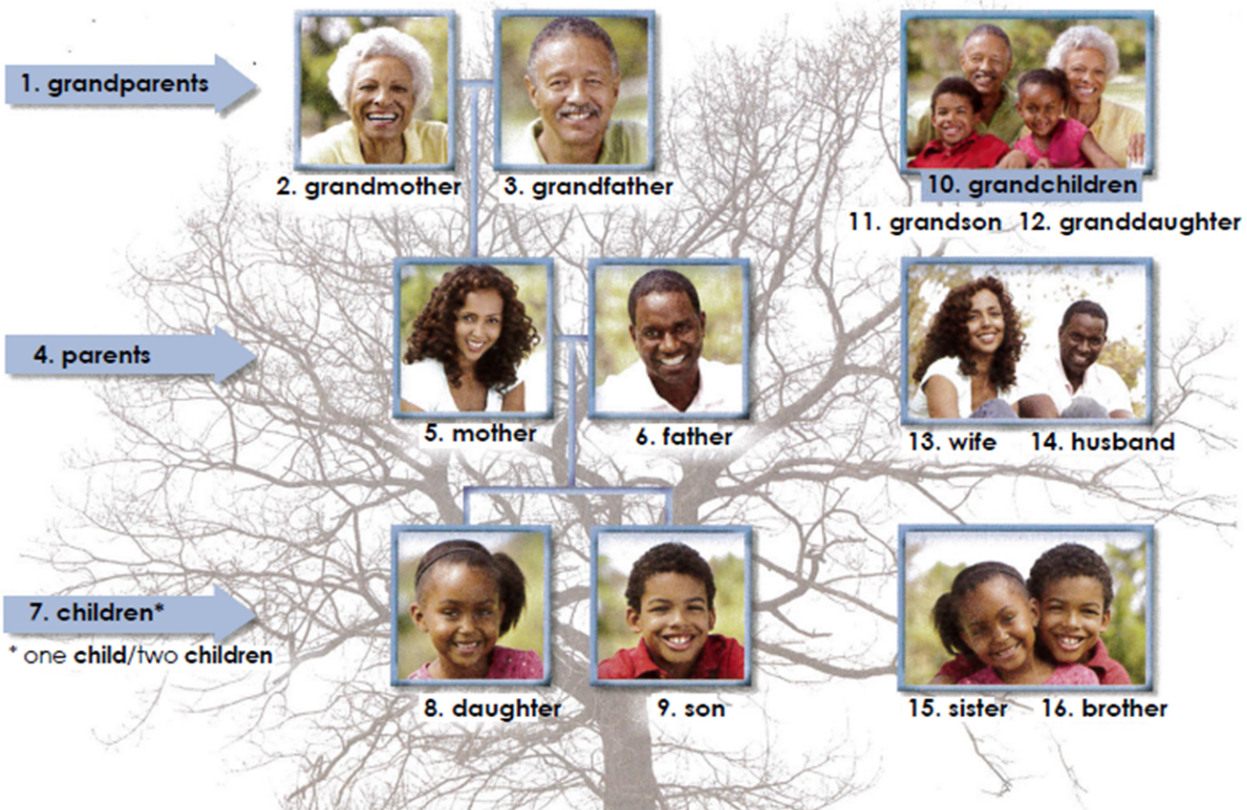 1. grandparents
2. grandmother
3. grandfather
10. grandchildren
11. grandson 12. granddaughter
4. parents
5. mother
6. father
13. wife 14. husband
7. children*
* one child/two children
8. daughter
9. son
15. sister 16. brother